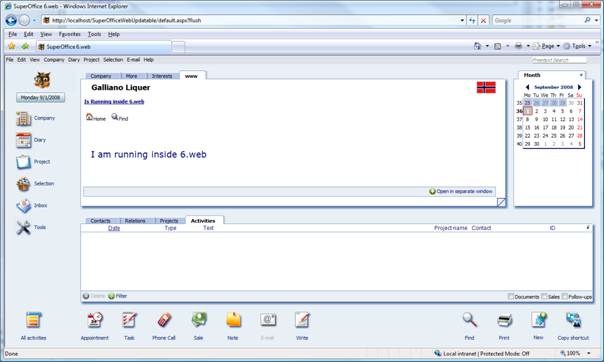 SuperOffice 6.web - Windows Internet Explorer
http://localhost/SuperOfficeWebUpdatable/default.aspx?flush
Google
File Edit View Favorites Tools Help
SuperOffice 6.web
Page Tools
File Edit View Company Diary Project Selection E-mail Help
Freetext Search
Monday 9/1/2008
Company
Diary
Project
Selection
Inbox
Tools
Company More Interests www
Galliano Liquer
Is Running inside 6.web
Home Find
I am running inside 6.web
Open in separate window
Month
September 2008
Mo Tu We Th Fr Sa Su
35 25 26 27 28 29 30 31
36 1 2 3 4 5 6 7
37 8 9 10 11 12 13 14
38 15 16 17 18 19 20 21
39 22 23 24 25 26 27 28
40 29 30 1 2 3 4 5
Contacts Relations Projects Activities
Date Type Text Project name Contact ID
Delete Filter
Documents Sales Follow-ups
All activities Appointment Task Phone Call Sale Note E-mail Write Find Print New Copy shortcut
Done
Local intranet | Protected Mode: Off
100%